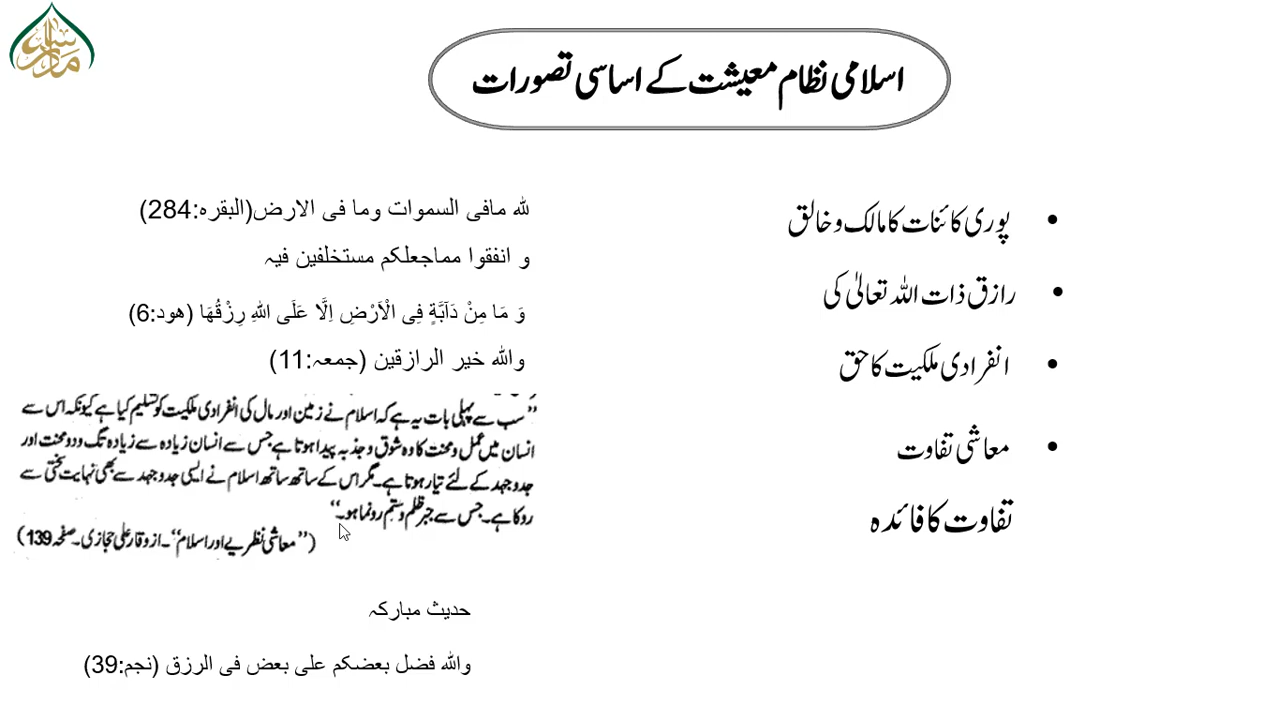 اسلامی نظام معیشت کے اساسی تصورات
پوری کائنات کا مالک و خالق
رازق ذات اللہ تعالیٰ کی
انفرادی ملکیت کا حق
معاشی تفاوت
تفاوت کا فائدہ
للہ مافی السموات وما فی الارض(البقرہ:284)
و انفقوا مماجعلکم مستخلفین فیہ
وَ مَا مِنْ دَآبَّةٍ فِی الْاَرْضِ اِلَّا عَلَی اللہِ رِزْقُهَا (ھود:6)
واللہ خیر الرازقین (جمعہ:11)
”سب سے پہلی بات یہ ہے کہ اسلام نے زمین اور مال کی انفرادی ملکیت کو تسلیم کیا ہے کیونکہ اس سے
انسان میں عمل و محنت کا وہ شوق و جذبہ پیدا ہوتا ہے جس سے انسان زیادہ سے زیادہ تگ و دو محنت اور
جدوجہد کے لئے تیار ہوتا ہے۔ مگر اس کے ساتھ ساتھ اسلام نے ایسی جدوجہد سے بھی نہایت سختی سے
روکا ہے۔ جس سے جبر ظلم و ستم رونما ہو۔“
(”معاشی نظریے اور اسلام“۔ از وقار علی حجازی۔ صفحہ 139)
حدیث مبارکہ
واللہ فضل بعضکم علی بعض فی الرزق (نجم:39)